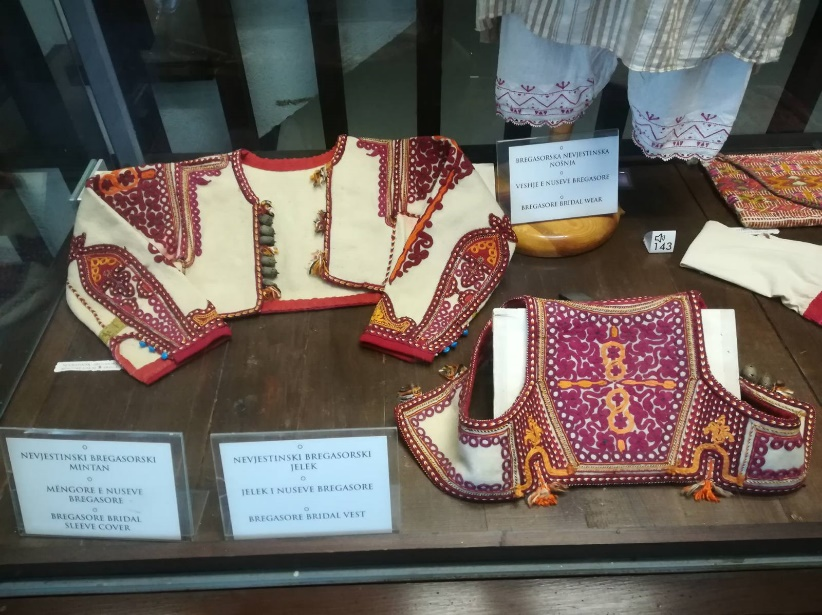 BREGASORSKA NEVJESTINSKA
NOŠNJA
VESHJE E NUSEVE BREGASORE
BREGASORE BRIDAL WEAR
143
NEVJESTINSKI BREGASORSKI
MINTAN
MËNGORE E NUSEVE
BREGASORE
BREGASORE BRIDAL
SLEEVE COVER
NEVJESTINSKI BREGASORSKI
JELEK
JELEK I NUSEVE BREGASORE
BREGASORE BRIDAL VEST